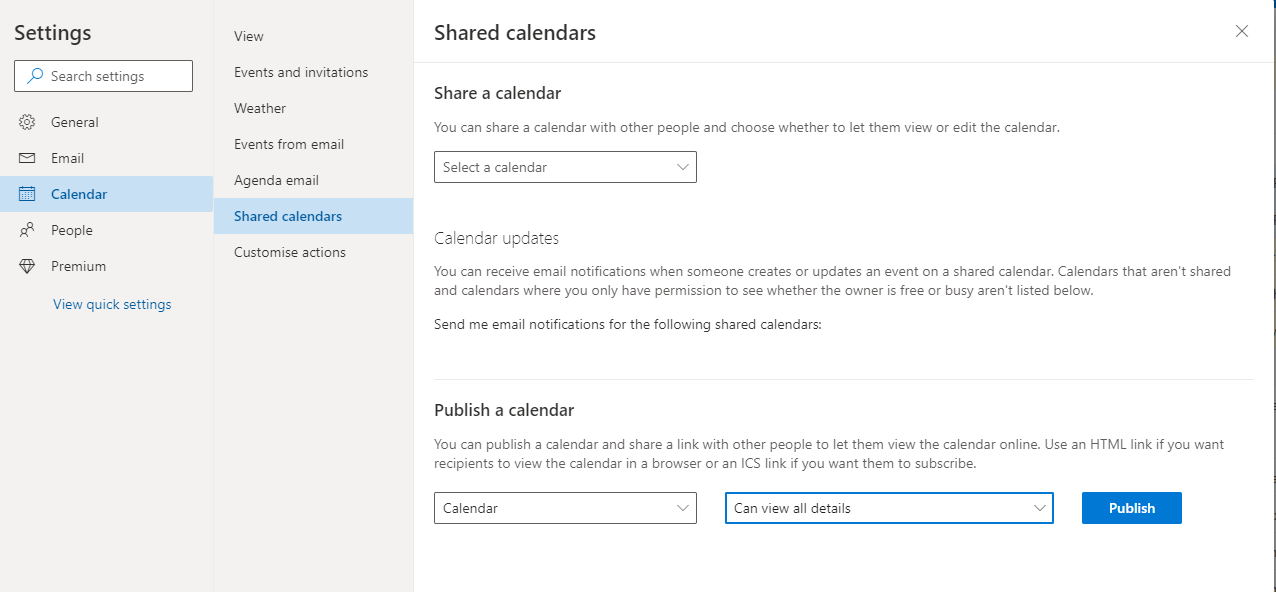 Settings
Search settings
General
Email
Calendar
People
Premium
View quick settings
View
Events and invitations
Weather
Events from email
Agenda email
Shared calendars
Customise actions
Shared calendars
Share a calendar
You can share a calendar with other people and choose whether to let them view or edit the calendar.
Select a calendar
Calendar updates
You can receive email notifications when someone creates or updates an event on a shared calendar. Calendars that aren't shared
and calendars where you only have permission to see whether the owner is free or busy aren't listed below.
Send me email notifications for the following shared calendars:
Publish a calendar
You can publish a calendar and share a link with other people to let them view the calendar online. Use an HTML link if you want
recipients to view the calendar in a browser or an ICS link if you want them to subscribe.
Calendar
Can view all details
Publish